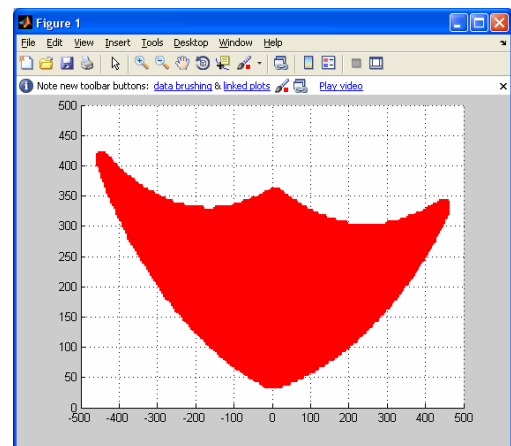 Figure 1
File Edit View Insert Tools Desktop Window Help
Note new toolbar buttons: data brushing & linked plots Play video
500
450
400
350
300
250
200
150
100
50
0
-500 -400 -300 -200 -100 0 100 200 300 400 500